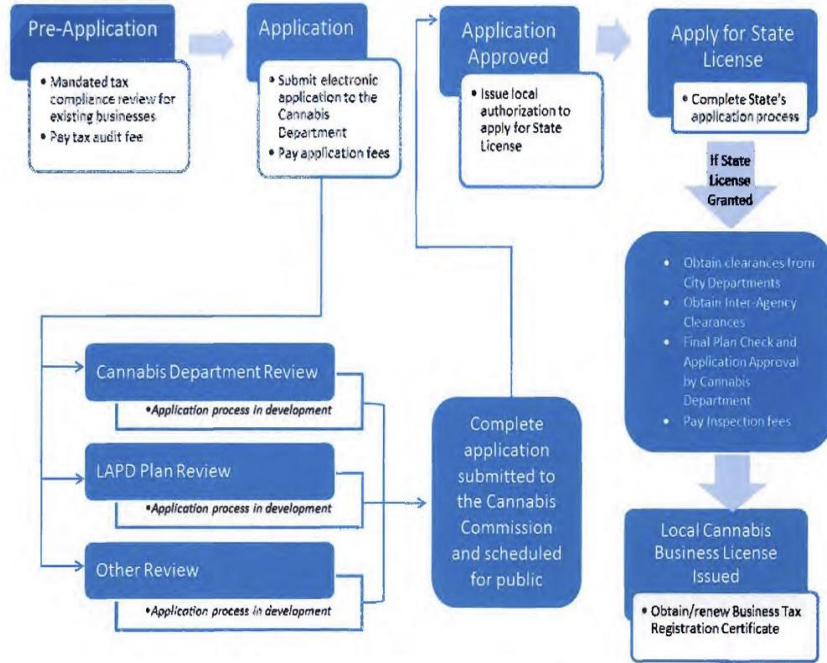 Pre-Application
• Mandated tax
compliance review for
existing businesses
• Pay tax audit fee
Application
• Submit electronic
application to the
Cannabis
Department
• Pay application fees
Application
Approved
• Issue local
authorization to
apply for State
License
Apply for State
License
• Complete State's
application process
If State
License
Granted
• Obtain clearances from
City Departments
• Obtain Inter-Agency
Clearances
• Final Plan Check and
Application Approval
by Cannabis
Department
• Pay Inspection fees
Cannabis Department Review
•Application process in development
LAPD Plan Review
•Application process in development
Other Review
•Application process in development
Complete
application
submitted to
the Cannabis
Commission
and scheduled
for public
Local Cannabis
Business License
Issued
• Obtain/renew Business Tax
Registration Certificate